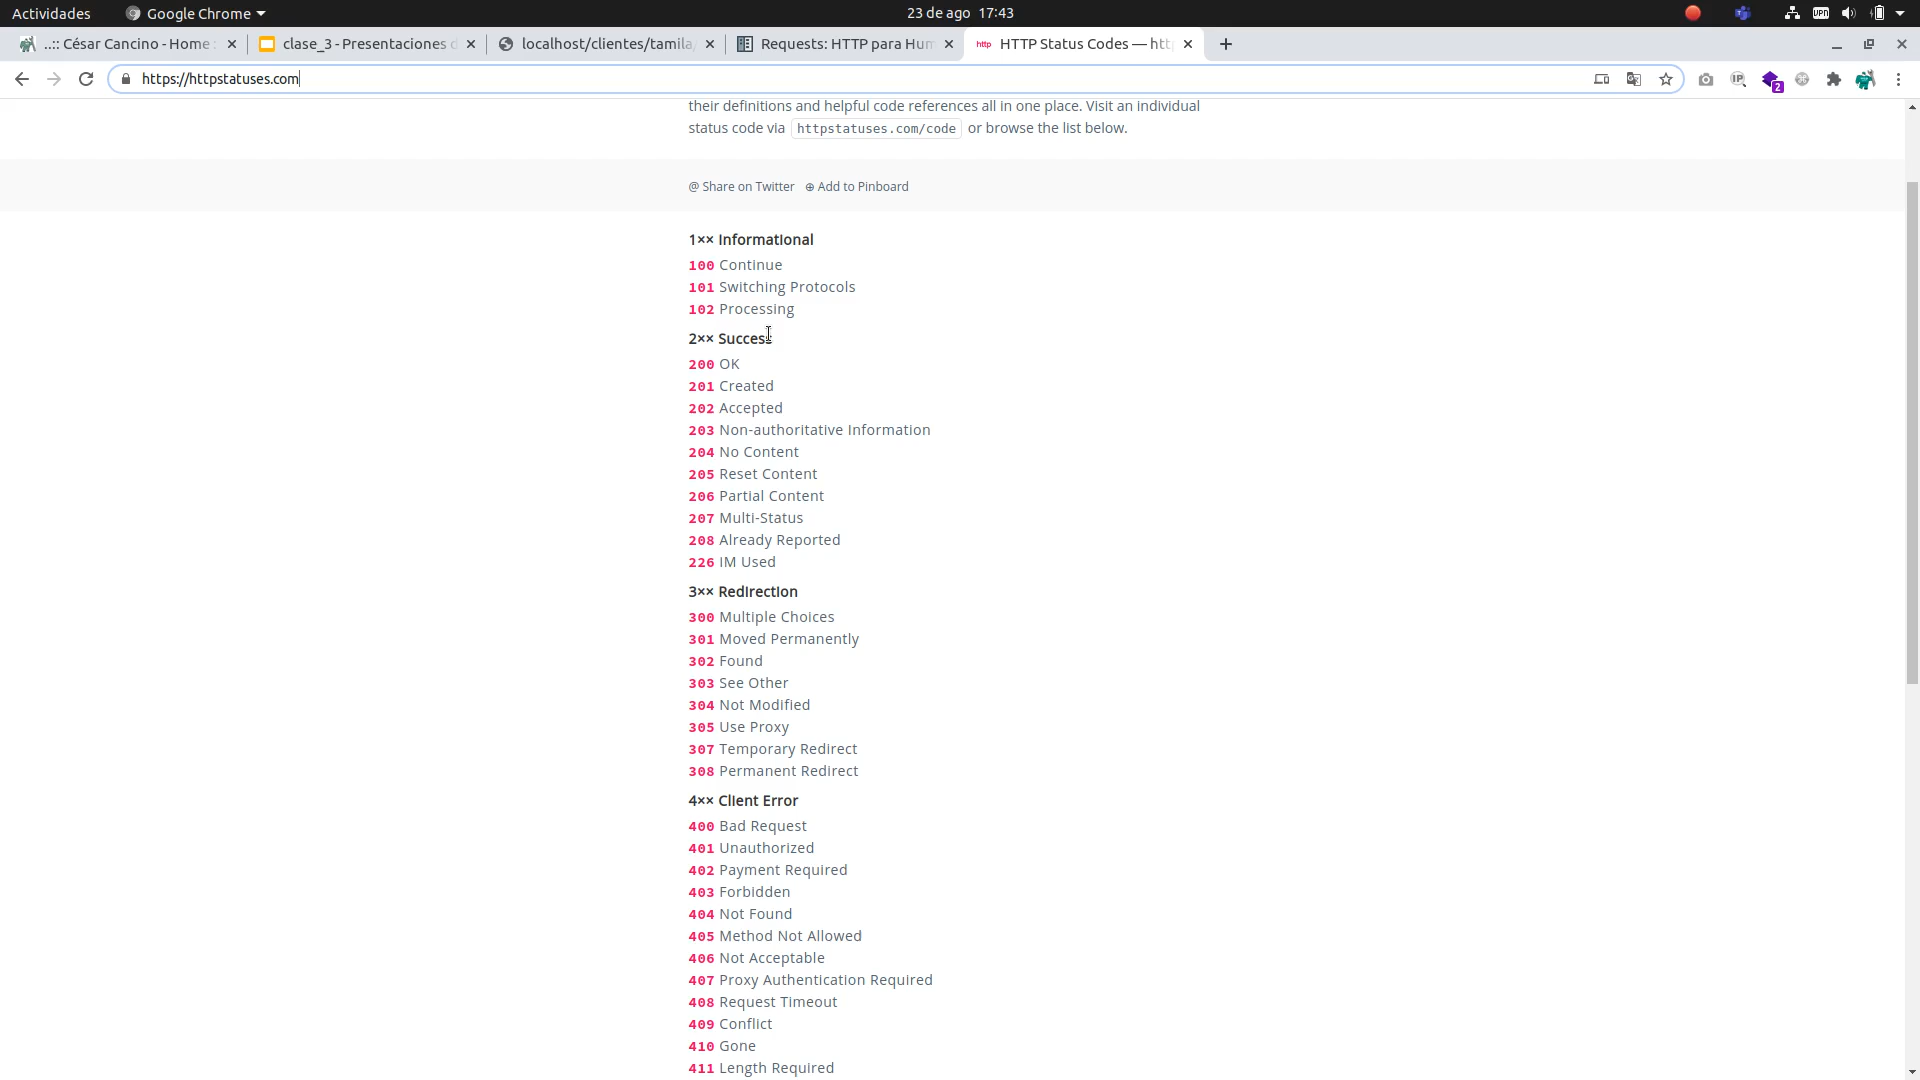 Actividades
Google Chrome
23 de ago 17:43
VPN
..:: César Cancino - Home :
clase_3 - Presentaciones d
localhost/clientes/tamila
Requests: HTTP para Hum
http
HTTP Status Codes — htt
https://httpstatuses.com
IP
2
their definitions and helpful code references all in one place. Visit an individual
status code via httpstatuses.com/code or browse the list below.
@ Share on Twitter ⊕ Add to Pinboard
1×× Informational
100 Continue
101 Switching Protocols
102 Processing
2×× Success
200 OK
201 Created
202 Accepted
203 Non-authoritative Information
204 No Content
205 Reset Content
206 Partial Content
207 Multi-Status
208 Already Reported
226 IM Used
3×× Redirection
300 Multiple Choices
301 Moved Permanently
302 Found
303 See Other
304 Not Modified
305 Use Proxy
307 Temporary Redirect
308 Permanent Redirect
4×× Client Error
400 Bad Request
401 Unauthorized
402 Payment Required
403 Forbidden
404 Not Found
405 Method Not Allowed
406 Not Acceptable
407 Proxy Authentication Required
408 Request Timeout
409 Conflict
410 Gone
411 Length Required